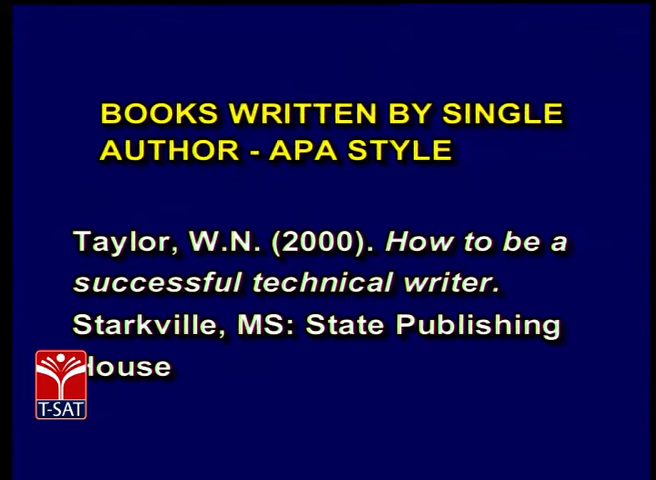 BOOKS WRITTEN BY SINGLE
AUTHOR - APA STYLE
Taylor, W.N. (2000). How to be a
successful technical writer.
Starkville, MS: State Publishing
House
T-SAT